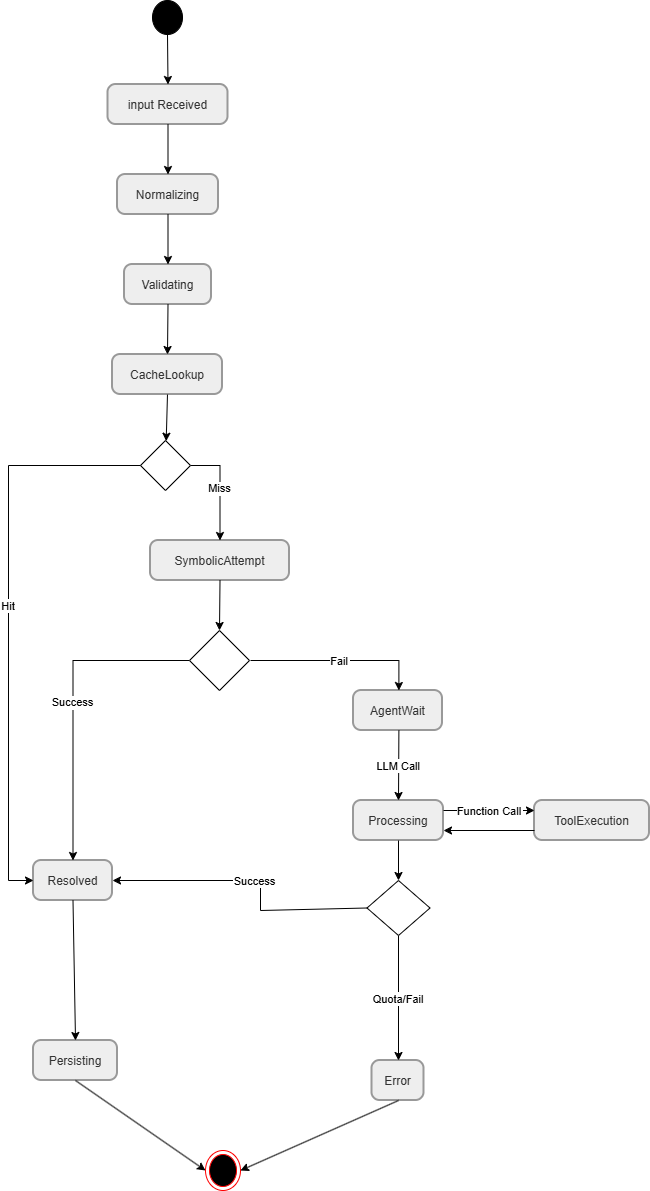 input Received
Normalizing
Validating
CacheLookup
Miss
SymbolicAttempt
Hit
Fail
Success
AgentWait
LLM Call
Function Call
Processing
ToolExecution
Resolved
Success
Quota/Fail
Persisting
Error